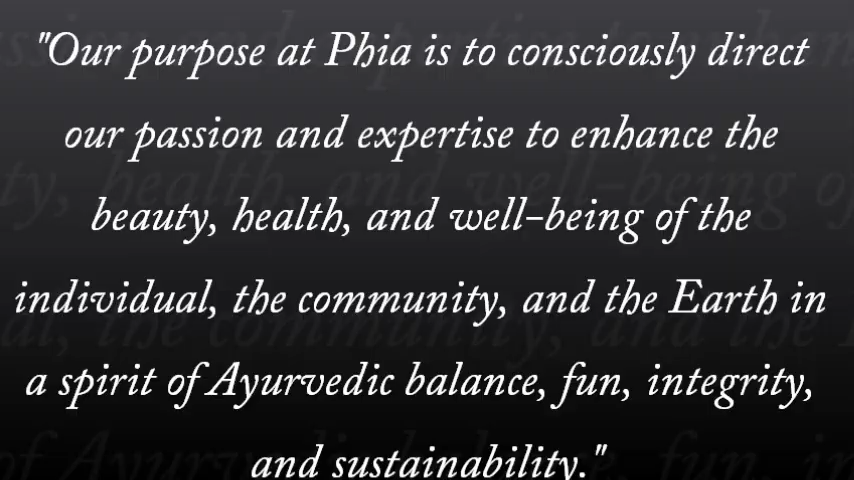 "Our purpose at Phia is to consciously direct
our passion and expertise to enhance the
beauty, health, and well-being of the
individual, the community, and the Earth in
a spirit of Ayurvedic balance, fun, integrity,
and sustainability."